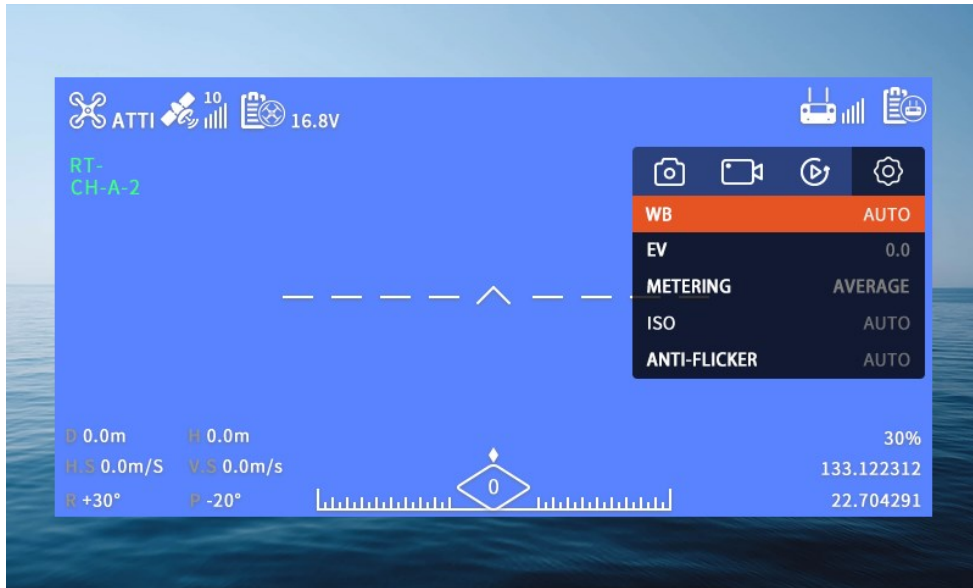 ATTI 10 16.8V
RT-
CH-A-2
WB AUTO
EV 0.0
METERING AVERAGE
ISO AUTO
ANTI-FLICKER AUTO
D 0.0m H 0.0m
H.S 0.0m/S V.S 0.0m/s
R +30° P -20°
0
30%
133.122312
22.704291